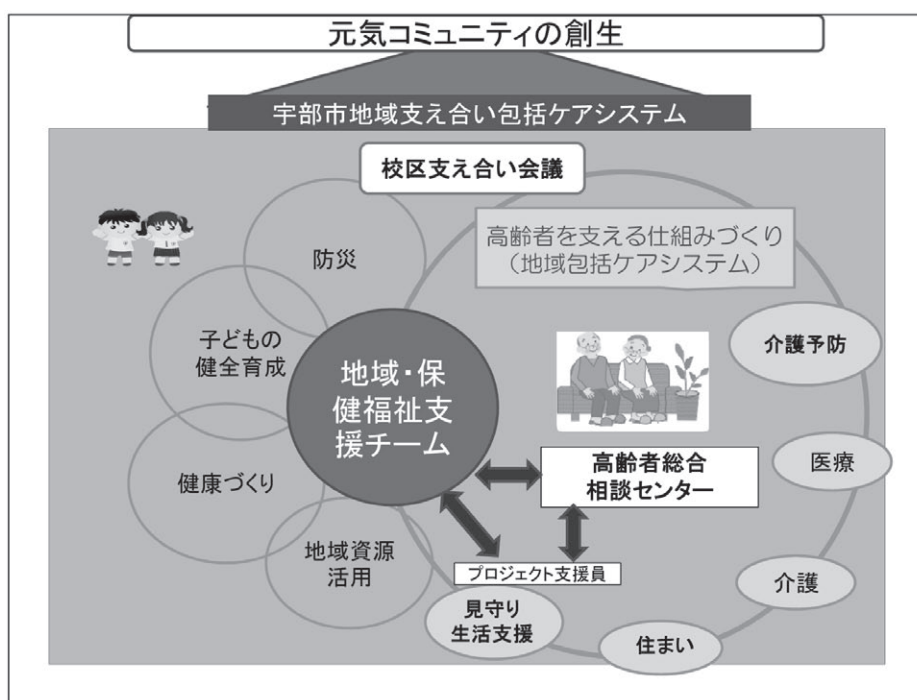 元気コミュニティの創生
宇部市地域支え合い包括ケアシステム
校区支え合い会議
高齢者を支える仕組みづくり
（地域包括ケアシステム）
防災
子どもの
健全育成
健康づくり
地域資源
活用
地域・保
健福祉支
援チーム
高齢者総合
相談センター
プロジェクト支援員
介護予防
医療
介護
住まい
見守り
生活支援